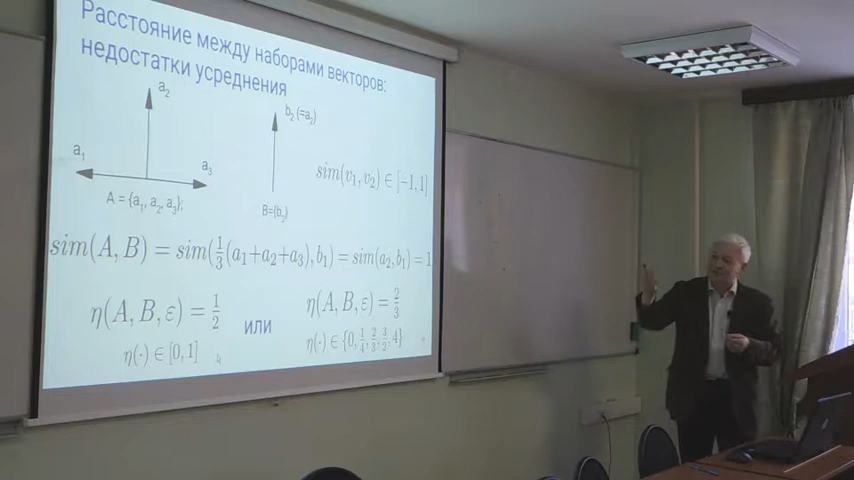 Расстояние между наборами векторов:
недостатки усреднения
a₂
b₂ (=a₂)
a₁
a₃
sim(v₁, v₂) ∈ [−1,1]
A = {a₁, a₂, a₃};
B={b₂}
sim(A, B) = sim(⅓(a₁+a₂+a₃), b₁) = sim(a₂, b₁) = 1
η(A, B, ε) = 1/2
или
η(A, B, ε) = 2/3
η(·) ∈ [0, 1]
η(·) ∈ {0, 1/4, 2/3, 3/2, 4}